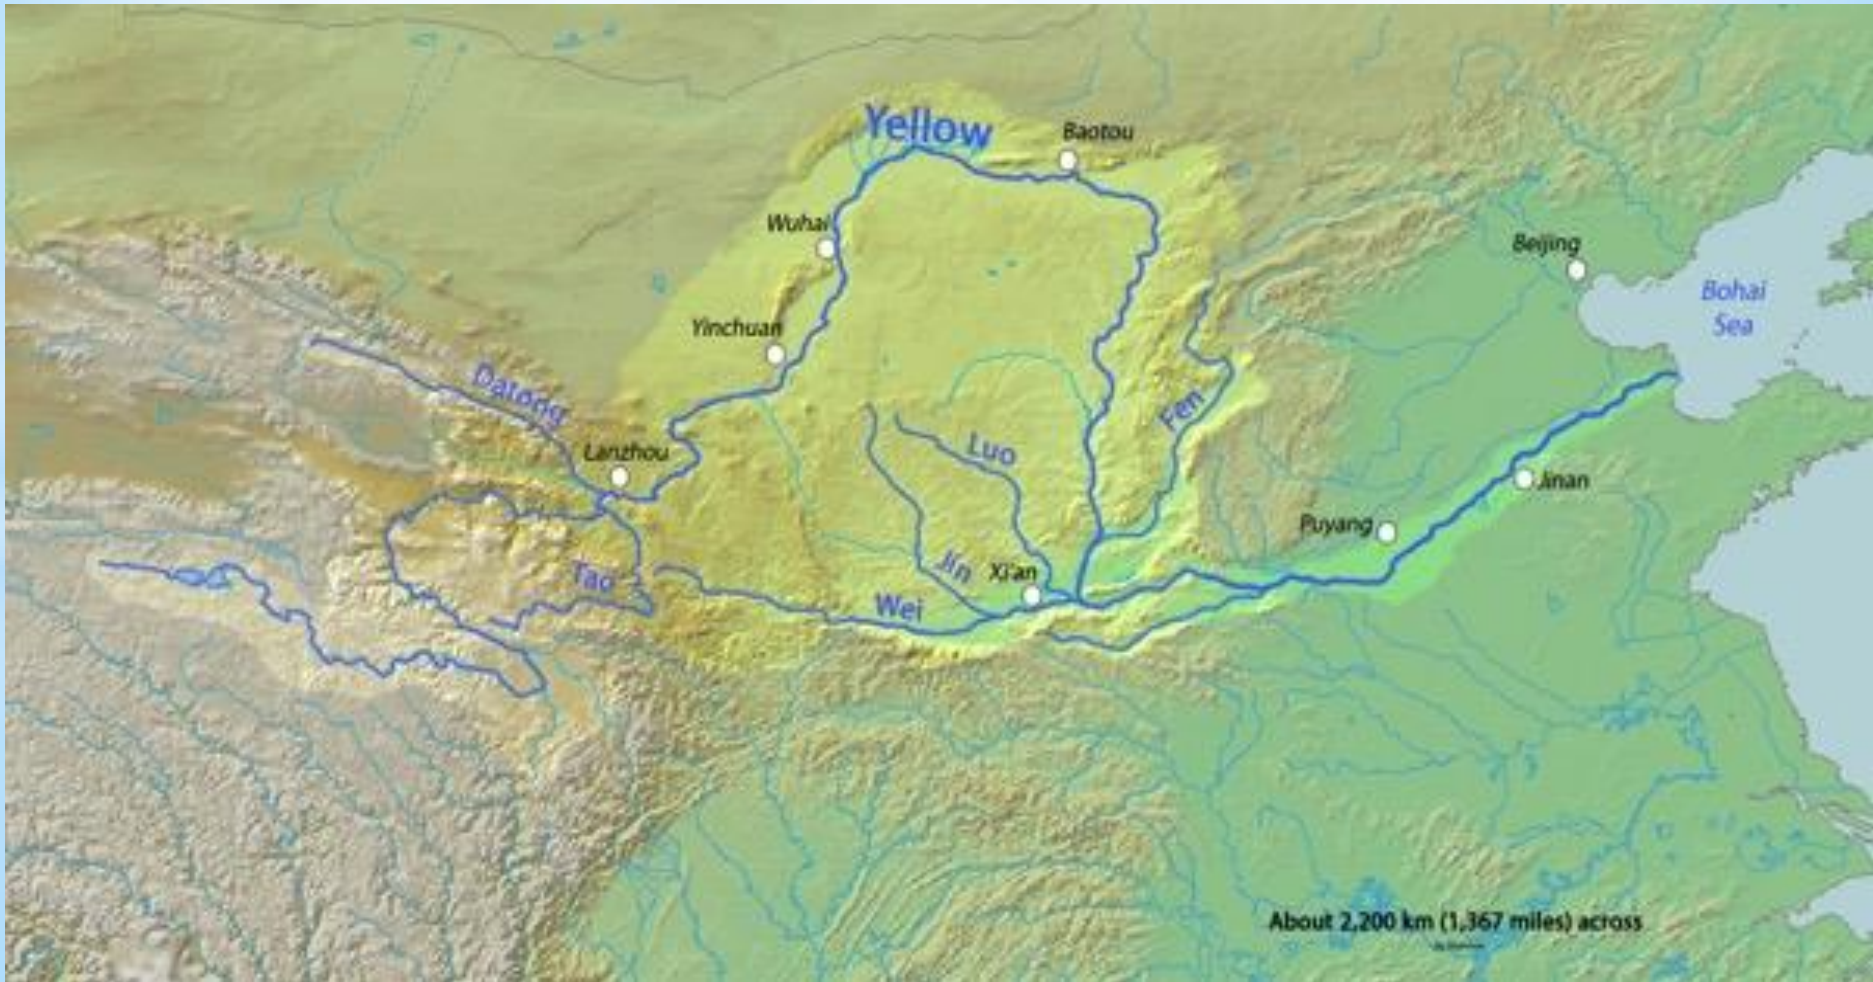 Yellow
Baotou
Wuhai
Beijing
Bohai
Sea
Yinchuan
Datong
Fen
Luo
Lanzhou
Jinan
Puyang
Tao
Jin
Xi'an
Wei
About 2,200 km (1,367 miles) across